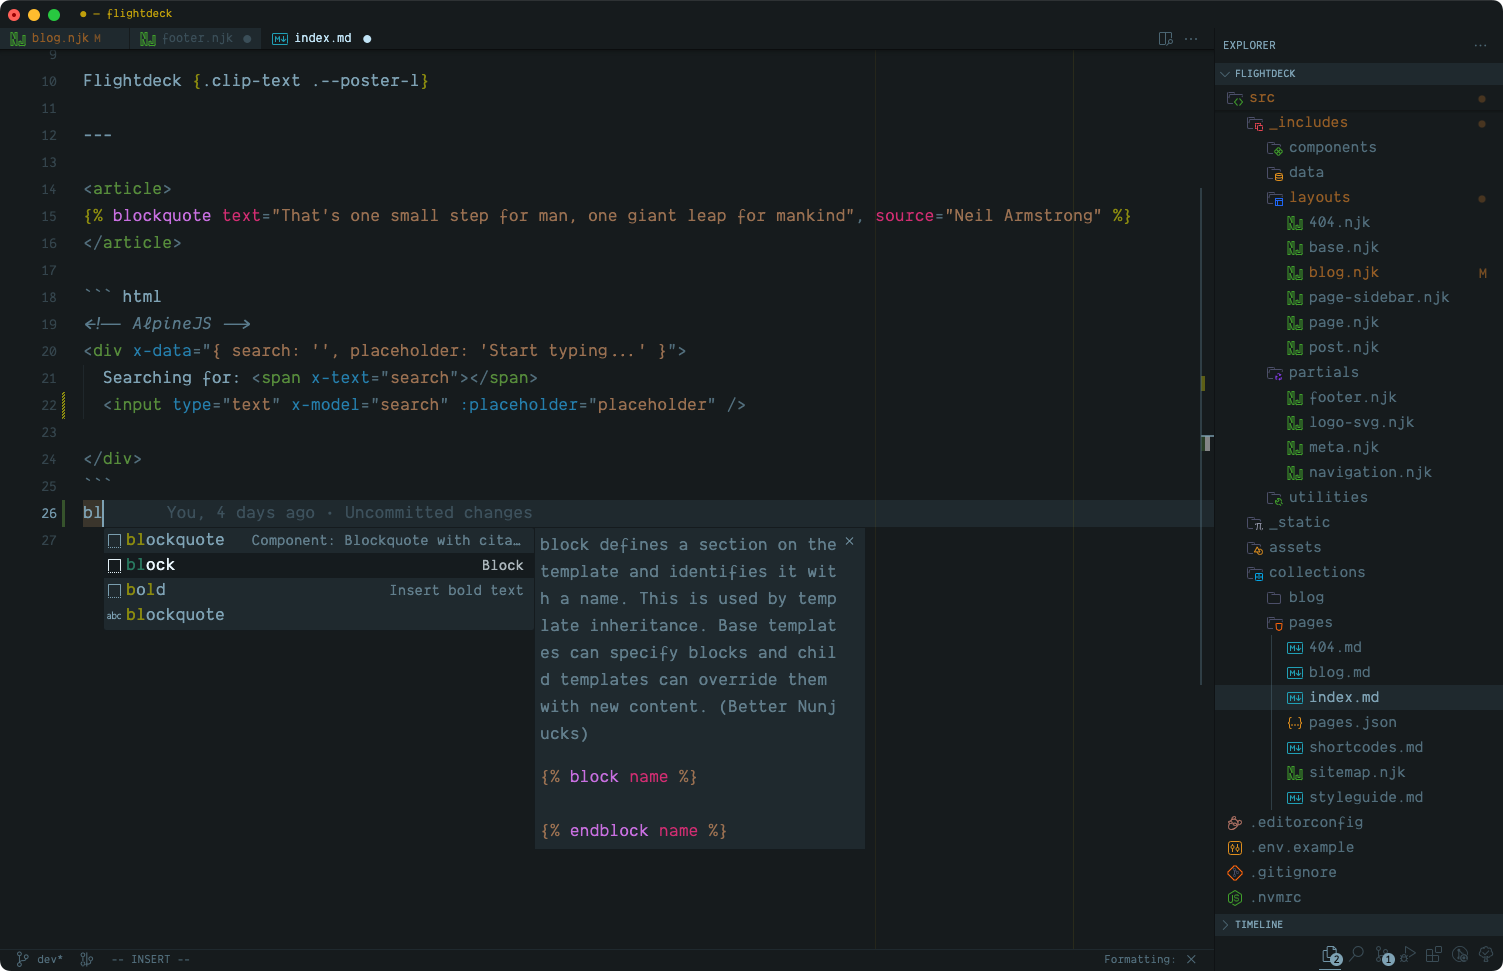 ● — flightdeck
blog.njk M
footer.njk ●
index.md ●
···
9
10 Flightdeck {.clip-text .--poster-l}
11
12 ---
13
14 <article>
15 {% blockquote text="That's one small step for man, one giant leap for mankind", source="Neil Armstrong" %}
16 </article>
17
18 ``` html
19 <!-- AlpineJS -->
20 <div x-data="{ search: '', placeholder: 'Start typing...' }">
21 Searching for: <span x-text="search"></span>
22 <input type="text" x-model="search" :placeholder="placeholder" />
23
24 </div>
25 ```
26 bl You, 4 days ago · Uncommitted changes
27
blockquote Component: Blockquote with cita…
block Block
bold Insert bold text
abc blockquote
block defines a section on the
template and identifies it wit
h a name. This is used by temp
late inheritance. Base templat
es can specify blocks and chil
d templates can override them
with new content. (Better Nunj
ucks)
{% block name %}
{% endblock name %}
EXPLORER ···
FLIGHTDECK
src
_includes
components
data
layouts
404.njk
base.njk
blog.njk M
page-sidebar.njk
page.njk
post.njk
partials
footer.njk
logo-svg.njk
meta.njk
navigation.njk
utilities
_static
assets
collections
blog
pages
404.md
blog.md
index.md
pages.json
shortcodes.md
sitemap.njk
styleguide.md
.editorconfig
.env.example
.gitignore
.nvmrc
TIMELINE
dev*
-- INSERT --
Formatting: ×
2
1